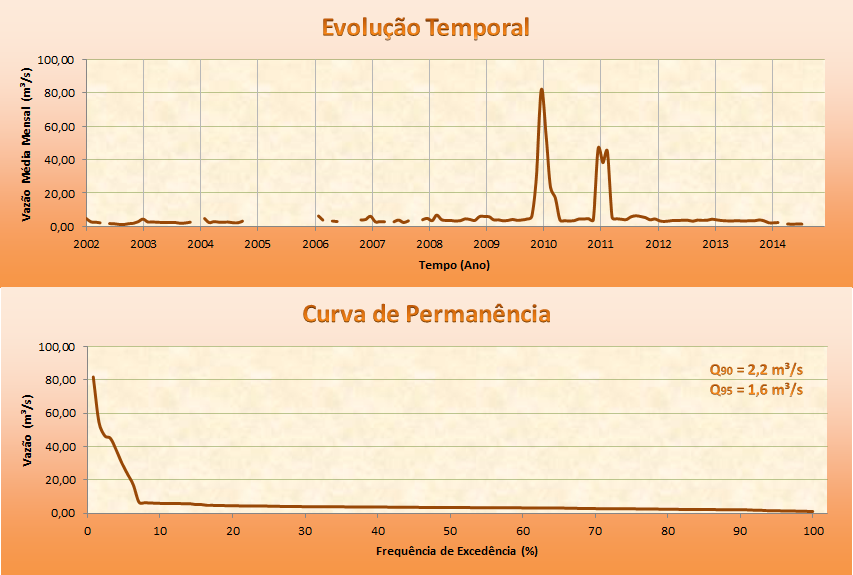 Evolução Temporal
Vazão Média Mensal (m³/s)
100,00
80,00
60,00
40,00
20,00
0,00
2002 2003 2004 2005 2006 2007 2008 2009 2010 2011 2012 2013 2014
Tempo (Ano)
Curva de Permanência
Vazão (m³/s)
100,00
80,00
60,00
40,00
20,00
0,00
Q90 = 2,2 m³/s
Q95 = 1,6 m³/s
0 10 20 30 40 50 60 70 80 90 100
Frequência de Excedência (%)